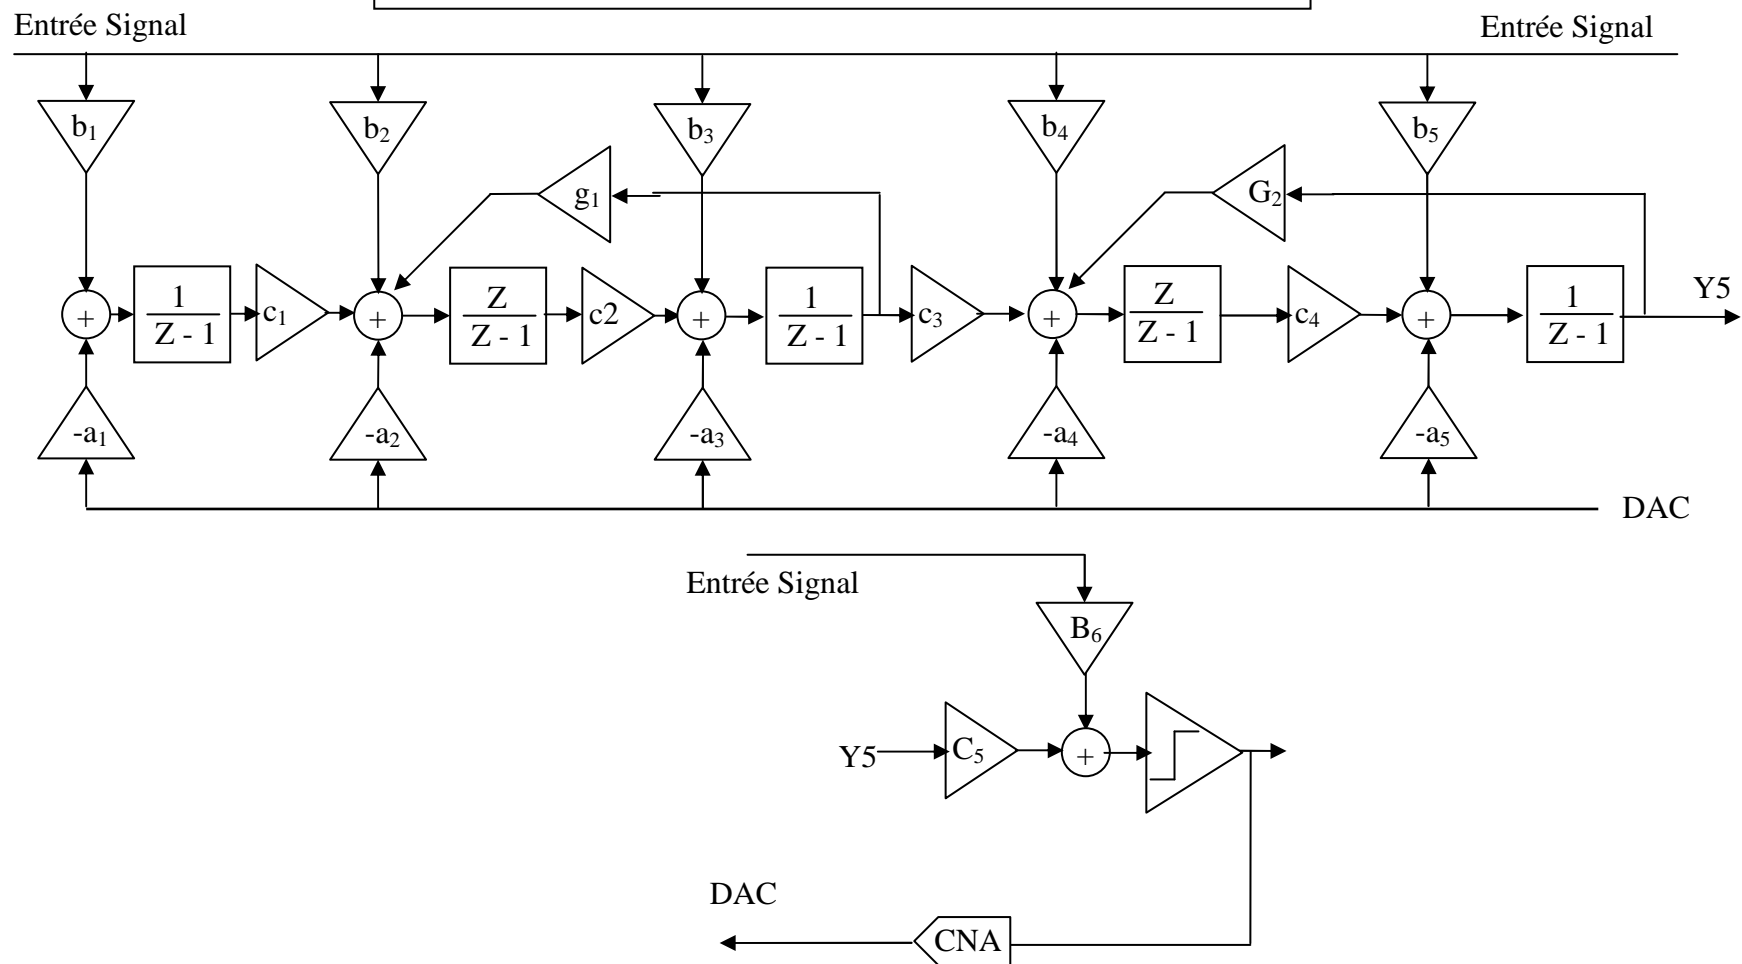 Entrée Signal Entrée Signal
b₁ b₂ b₃ b₄ b₅
g₁ G₂
+ 1 / Z - 1 c₁ + Z / Z - 1 c2 + 1 / Z - 1 c₃ + Z / Z - 1 c₄ + 1 / Z - 1 Y5
-a₁ -a₂ -a₃ -a₄ -a₅
DAC
Entrée Signal
B₆
Y5 C₅ +
DAC
CNA